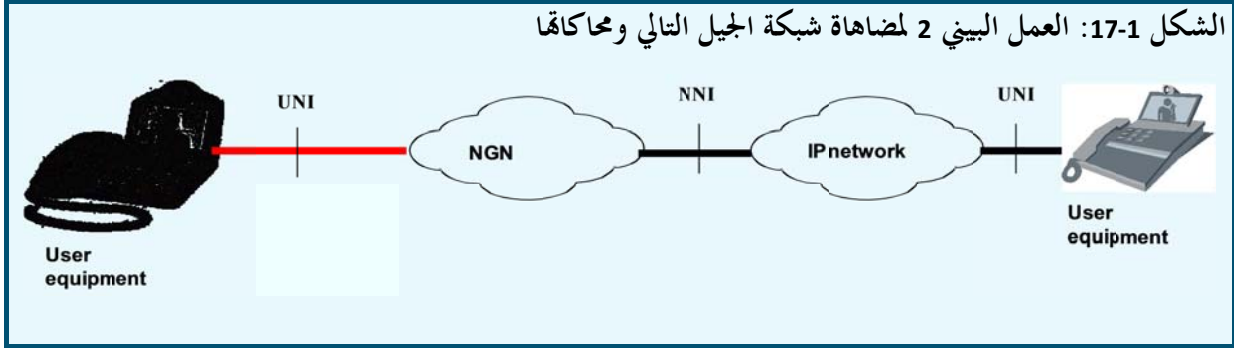 الشكل 1-17: العمل البيني 2 لمضاهاة شبكة الجيل التالي ومحاكاتها
UNI
NNI
UNI
NGN
IPnetwork
User
equipment
User
equipment